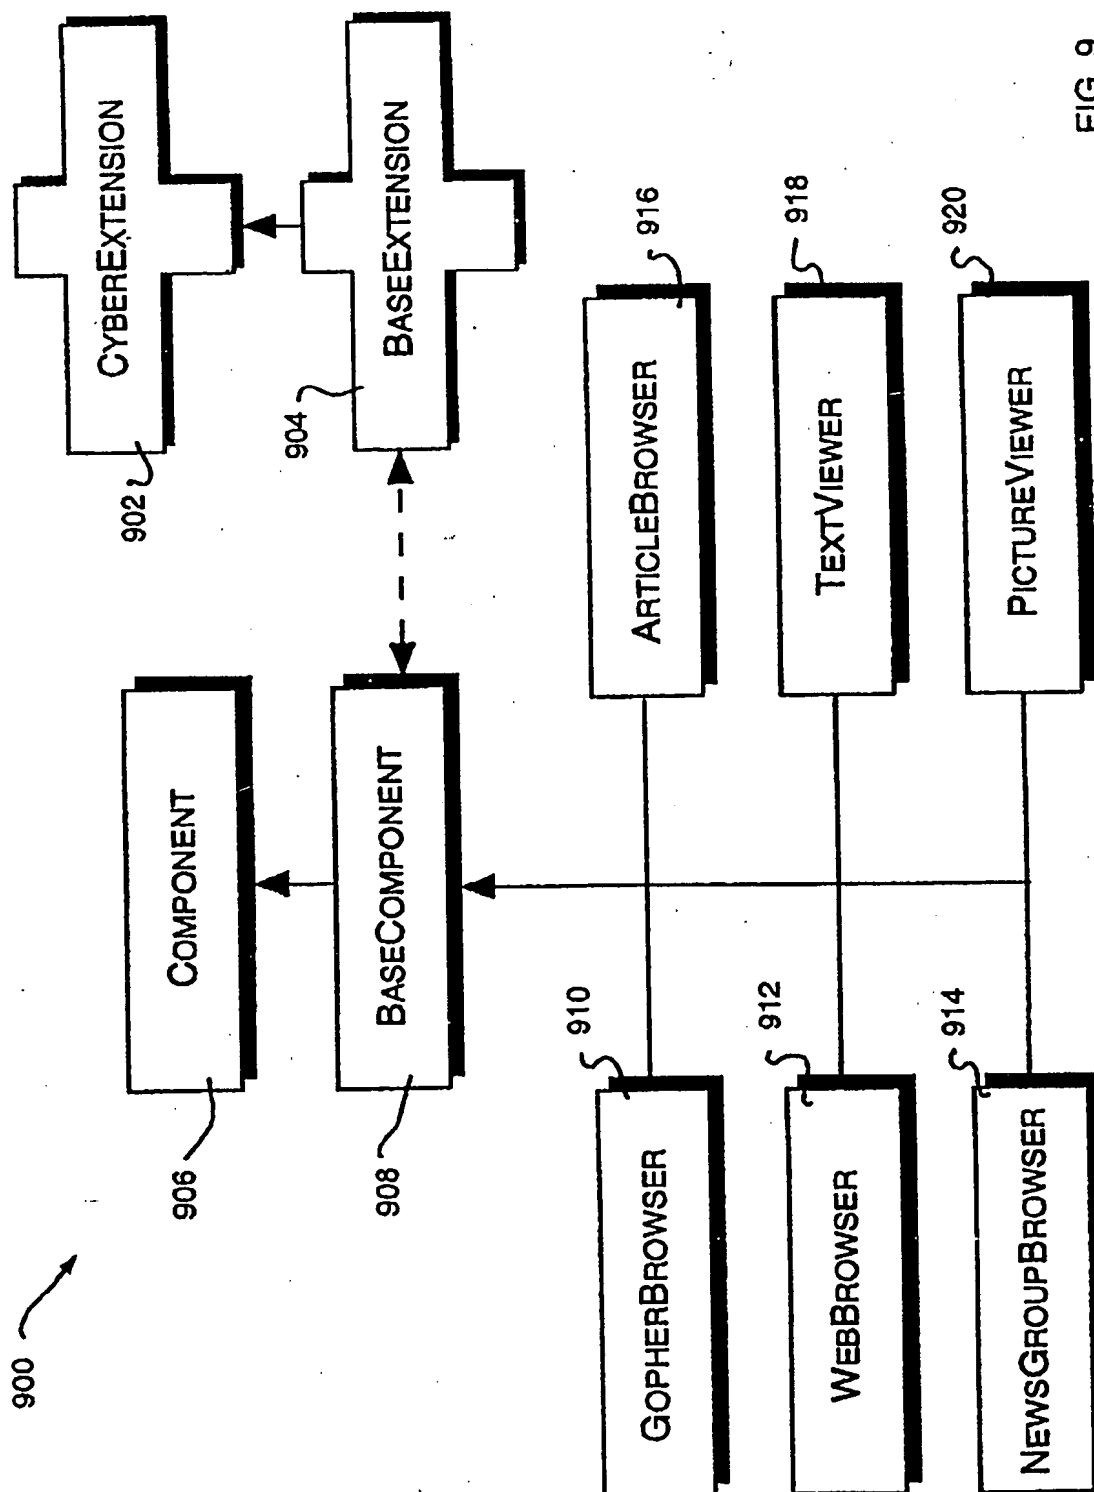 900
906
COMPONENT
902
CYBEREXTENSION
908
BASECOMPONENT
904
BASEEXTENSION
910
GOPHERBROWSER
916
ARTICLEBROWSER
912
WEBBROWSER
918
TEXTVIEWER
914
NEWSGROUPBROWSER
920
PICTUREVIEWER
FIG. 9